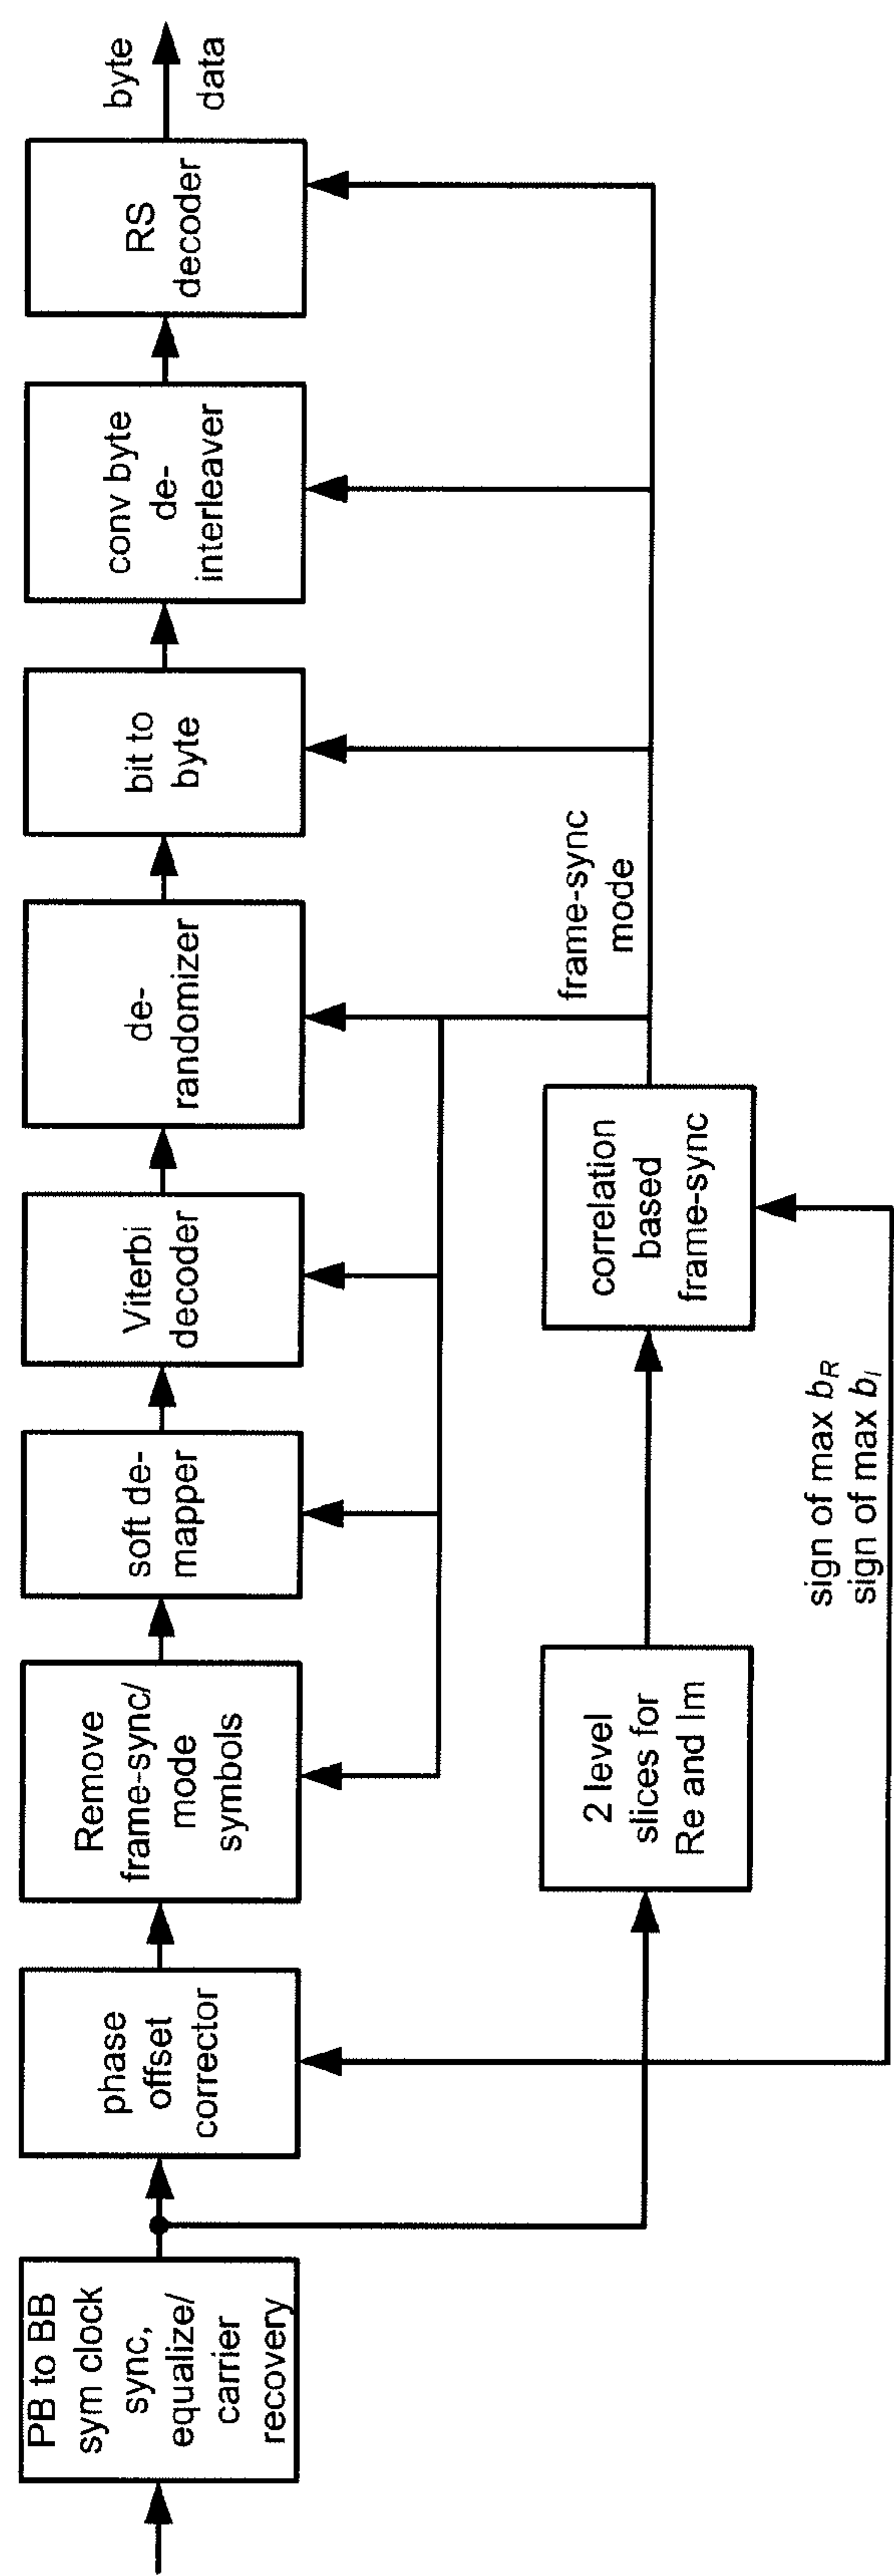 PB to BB
sym clock
sync,
equalize/
carrier
recovery
phase
offset
corrector
Remove
frame-sync/
mode
symbols
soft de-
mapper
Viterbi
decoder
de-
randomizer
bit to
byte
conv byte
de-
interleaver
RS
decoder
byte
data
2 level
slices for
Re and Im
correlation
based
frame-sync
frame-sync
mode
sign of max bR
sign of max bI